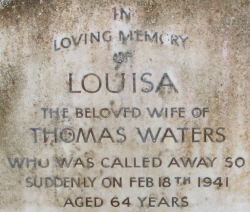 IN
LOVING MEMORY
OF
LOUISA
THE BELOVED WIFE OF
THOMAS WATERS
WHO WAS CALLED AWAY SO
SUDDENLY ON FEB 18TH 1941
AGED 64 YEARS